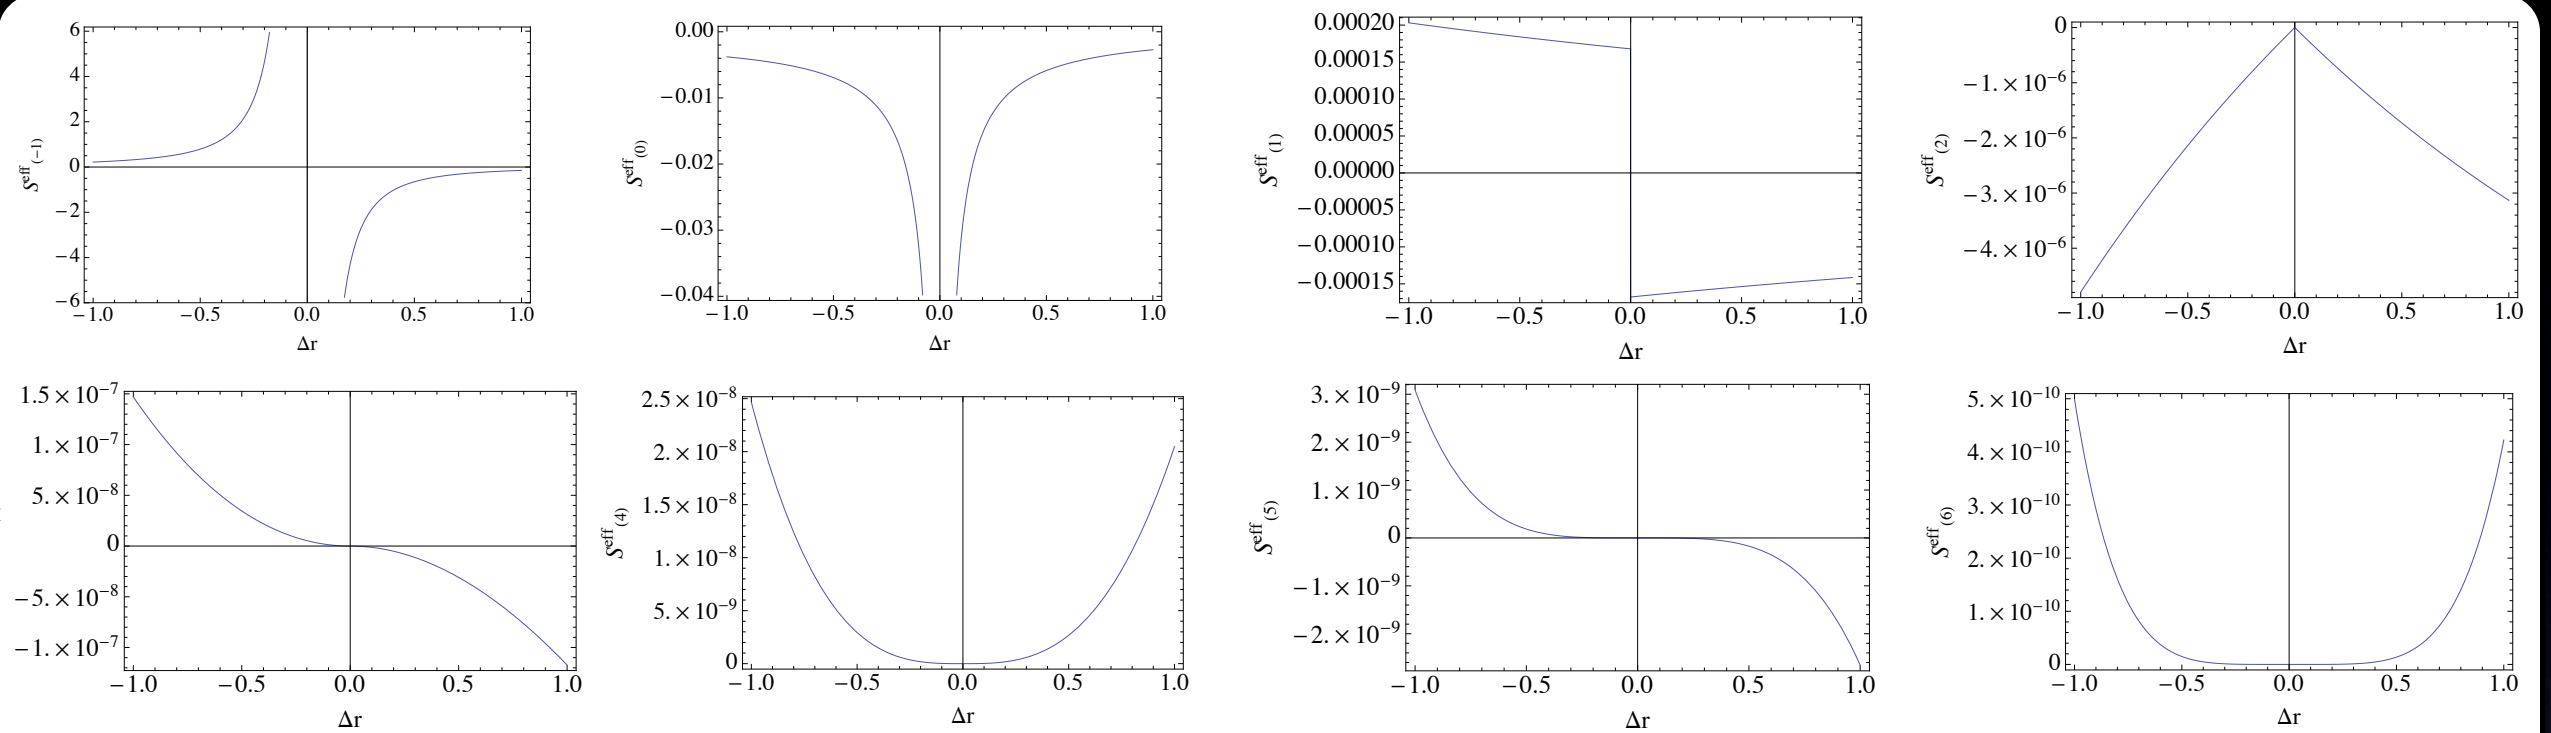 6
4
2
0
−2
−4
−6
S^eff_(−1)
−1.0 −0.5 0.0 0.5 1.0
Δr
0.00
−0.01
−0.02
−0.03
−0.04
S^eff_(0)
−1.0 −0.5 0.0 0.5 1.0
Δr
0.00020
0.00015
0.00010
0.00005
0.00000
−0.00005
−0.00010
−0.00015
S^eff_(1)
−1.0 −0.5 0.0 0.5 1.0
Δr
0
−1.×10^−6
−2.×10^−6
−3.×10^−6
−4.×10^−6
S^eff_(2)
−1.0 −0.5 0.0 0.5 1.0
Δr
1.5×10^−7
1.×10^−7
5.×10^−8
0
−5.×10^−8
−1.×10^−7
−1.0 −0.5 0.0 0.5 1.0
Δr
2.5×10^−8
2.×10^−8
1.5×10^−8
1.×10^−8
5.×10^−9
0
S^eff_(4)
−1.0 −0.5 0.0 0.5 1.0
Δr
3.×10^−9
2.×10^−9
1.×10^−9
0
−1.×10^−9
−2.×10^−9
S^eff_(5)
−1.0 −0.5 0.0 0.5 1.0
Δr
5.×10^−10
4.×10^−10
3.×10^−10
2.×10^−10
1.×10^−10
0
S^eff_(6)
−1.0 −0.5 0.0 0.5 1.0
Δr